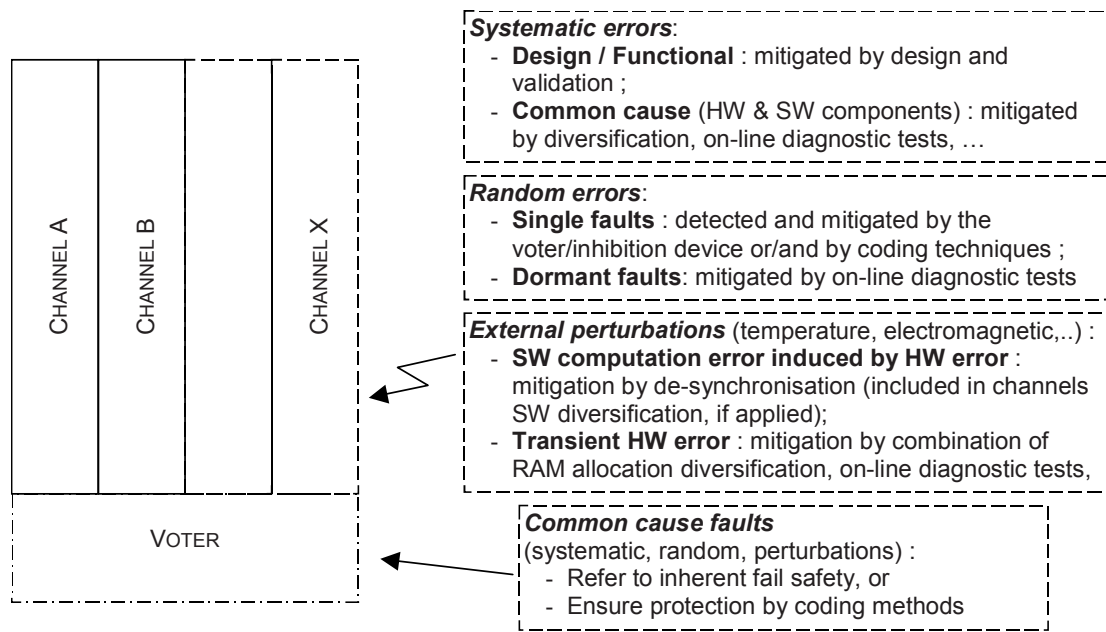 CHANNEL A
CHANNEL B
CHANNEL X
VOTER
Systematic errors:
- Design / Functional : mitigated by design and
validation ;
- Common cause (HW & SW components) : mitigated
by diversification, on-line diagnostic tests, …
Random errors:
- Single faults : detected and mitigated by the
voter/inhibition device or/and by coding techniques ;
- Dormant faults: mitigated by on-line diagnostic tests
External perturbations (temperature, electromagnetic,..) :
- SW computation error induced by HW error :
mitigation by de-synchronisation (included in channels
SW diversification, if applied);
- Transient HW error : mitigation by combination of
RAM allocation diversification, on-line diagnostic tests,
Common cause faults
(systematic, random, perturbations) :
- Refer to inherent fail safety, or
- Ensure protection by coding methods